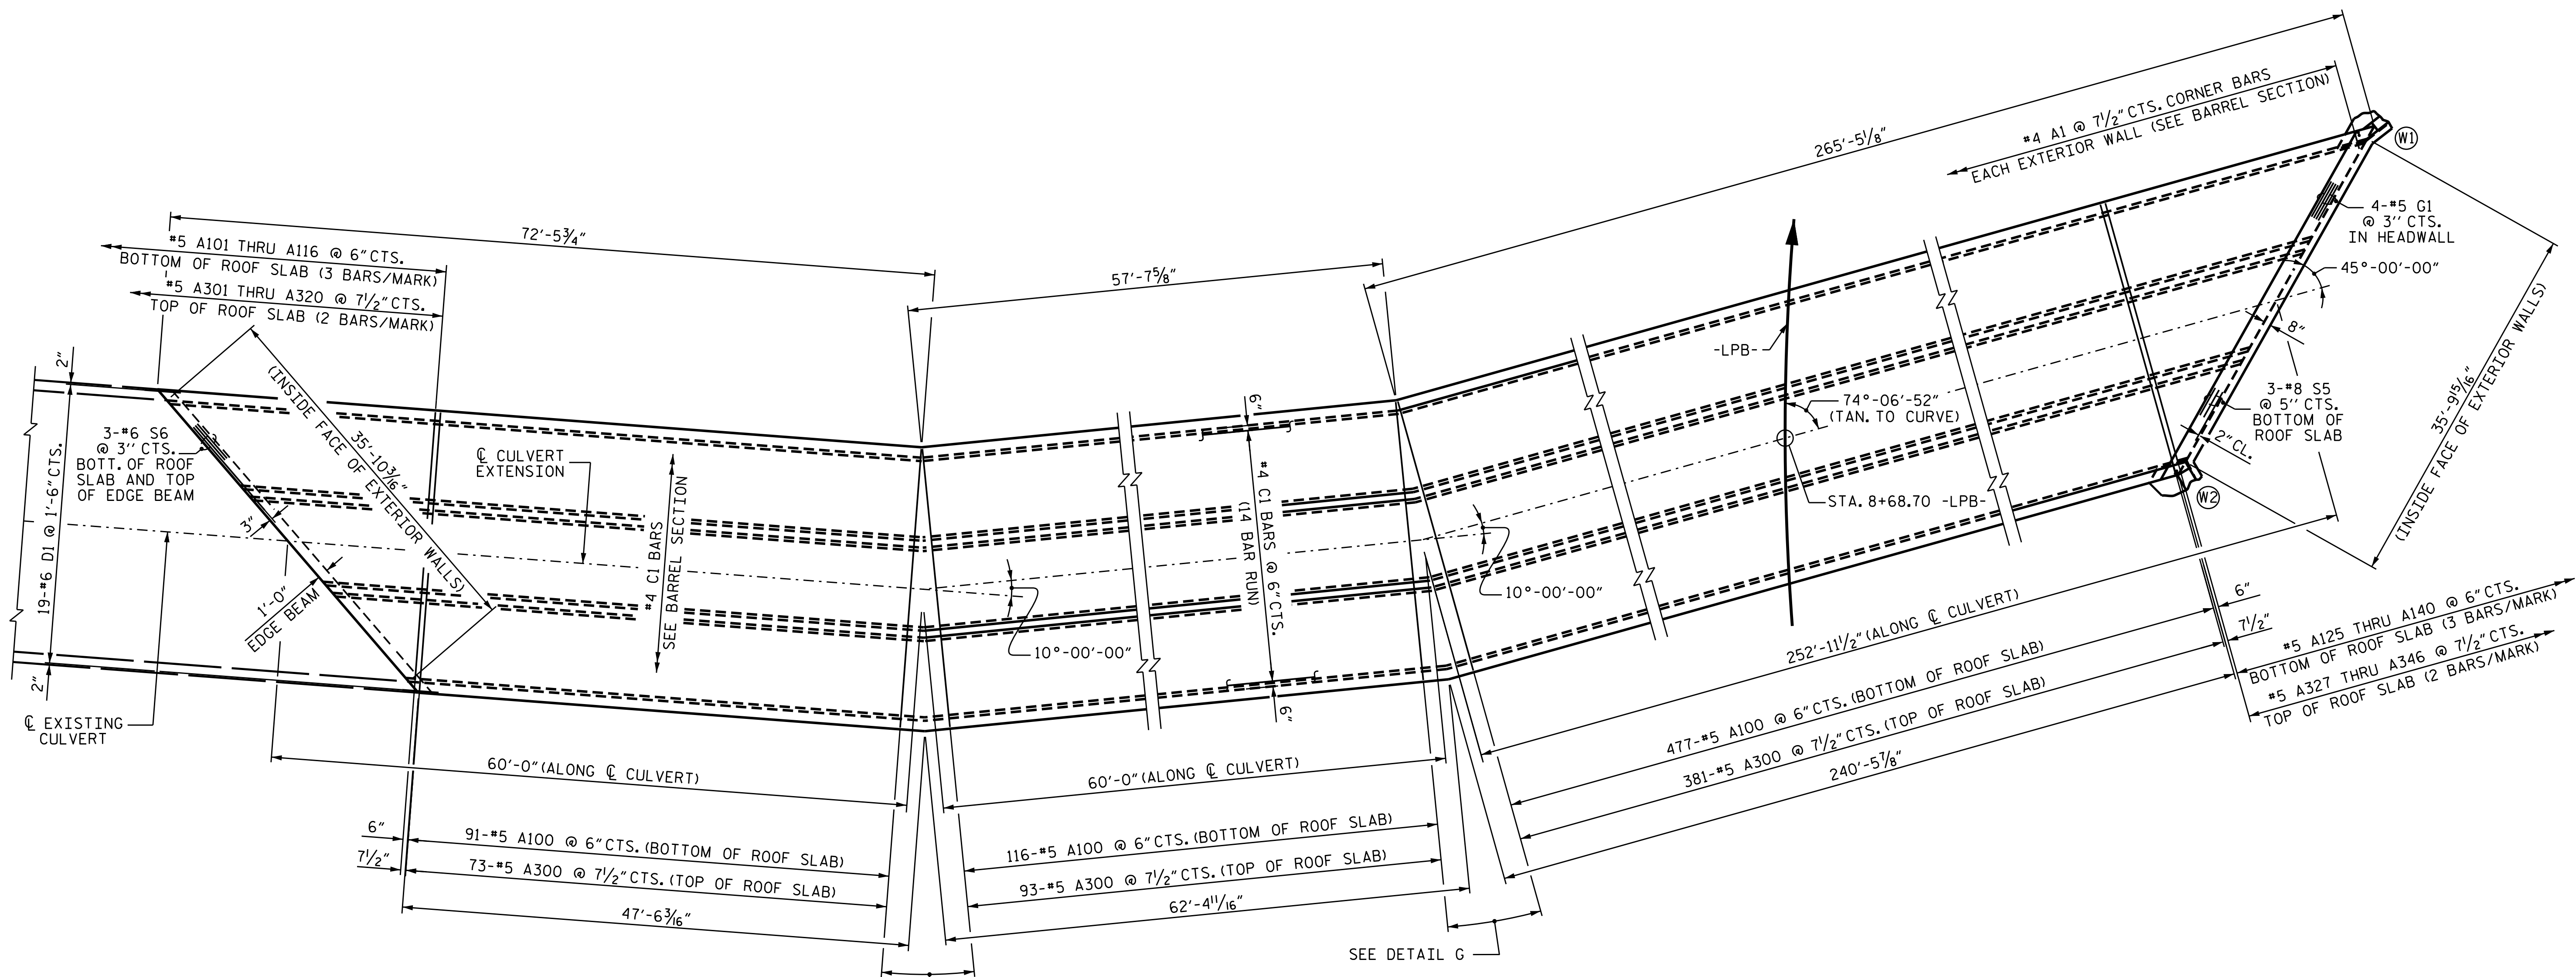 265'-5 1/8"
#4 A1 @ 7 1/2" CTS. CORNER BARS
EACH EXTERIOR WALL (SEE BARREL SECTION)
W1
4-#5 G1
@ 3'' CTS.
IN HEADWALL
45°-00'-00"
72'-5 3/4"
#5 A101 THRU A116 @ 6" CTS.
BOTTOM OF ROOF SLAB (3 BARS/MARK)
#5 A301 THRU A320 @ 7 1/2" CTS.
TOP OF ROOF SLAB (2 BARS/MARK)
57'-7 5/8"
-LPB-
8"
35'-9 15/16"
(INSIDE FACE OF EXTERIOR WALLS)
2"
19-#6 D1 @ 1'-6" CTS.
2"
(INSIDE FACE OF EXTERIOR WALLS)
35'-10 3/16"
3-#6 S6
@ 3'' CTS.
BOTT. OF ROOF
SLAB AND TOP
OF EDGE BEAM
℄ CULVERT
EXTENSION
#4 C1 BARS
SEE BARREL SECTION
6"
#4 C1 BARS @ 6" CTS.
(14 BAR RUN)
6"
74°-06'-52"
(TAN. TO CURVE)
STA. 8+68.70 -LPB-
3-#8 S5
@ 5'' CTS.
BOTTOM OF
ROOF SLAB
2" CL.
W2
3"
1'-0"
EDGE BEAM
10°-00'-00"
10°-00'-00"
℄ EXISTING
CULVERT
60'-0" (ALONG ℄ CULVERT)
60'-0" (ALONG ℄ CULVERT)
252'-11 1/2" (ALONG ℄ CULVERT)
6"
7 1/2"
#5 A125 THRU A140 @ 6" CTS.
BOTTOM OF ROOF SLAB (3 BARS/MARK)
#5 A327 THRU A346 @ 7 1/2" CTS.
TOP OF ROOF SLAB (2 BARS/MARK)
477-#5 A100 @ 6" CTS. (BOTTOM OF ROOF SLAB)
381-#5 A300 @ 7 1/2" CTS. (TOP OF ROOF SLAB)
240'-5 7/8"
6"
91-#5 A100 @ 6" CTS. (BOTTOM OF ROOF SLAB)
7 1/2"
73-#5 A300 @ 7 1/2" CTS. (TOP OF ROOF SLAB)
47'-6 3/16"
116-#5 A100 @ 6" CTS. (BOTTOM OF ROOF SLAB)
93-#5 A300 @ 7 1/2" CTS. (TOP OF ROOF SLAB)
62'-4 11/16"
SEE DETAIL G